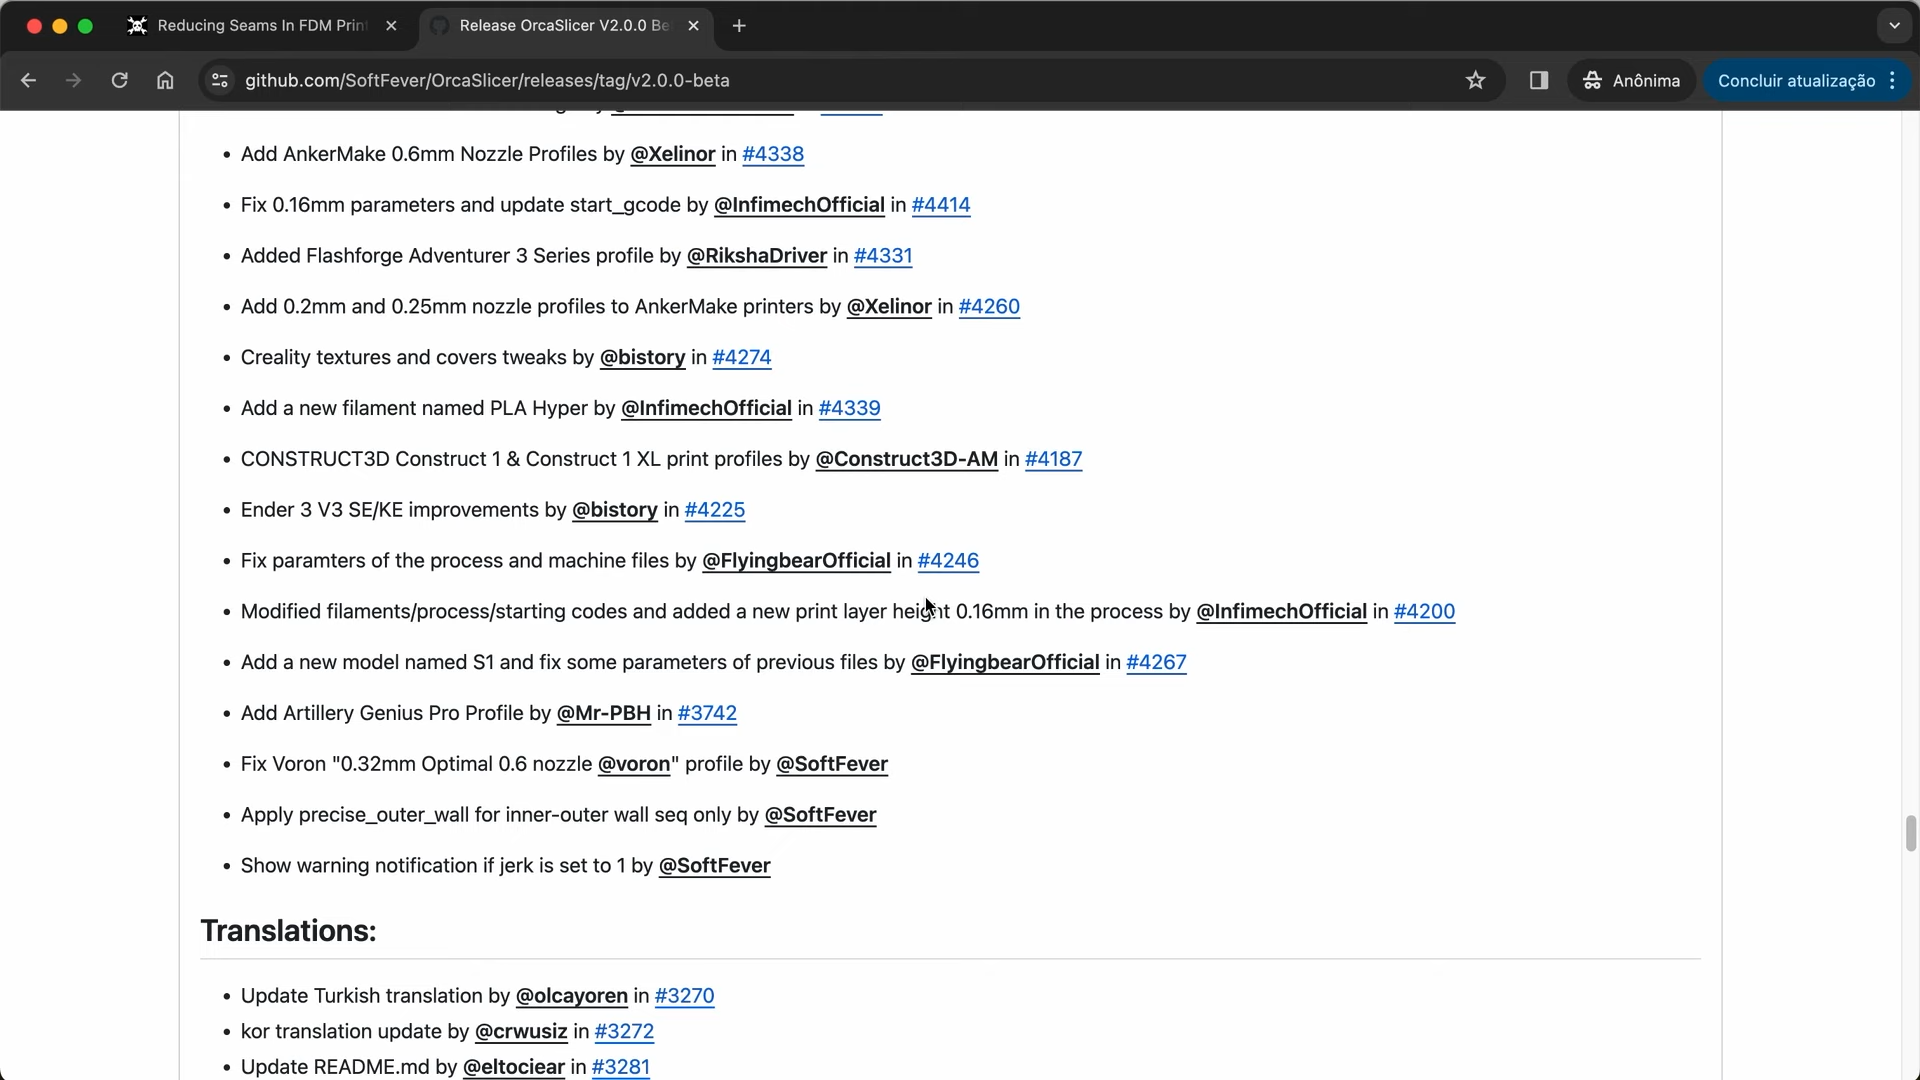 Reducing Seams In FDM Prin
Release OrcaSlicer V2.0.0 Be
github.com/SoftFever/OrcaSlicer/releases/tag/v2.0.0-beta
Anônima
Concluir atualização
• Add AnkerMake 0.6mm Nozzle Profiles by @Xelinor in #4338
• Fix 0.16mm parameters and update start_gcode by @InfimechOfficial in #4414
• Added Flashforge Adventurer 3 Series profile by @RikshaDriver in #4331
• Add 0.2mm and 0.25mm nozzle profiles to AnkerMake printers by @Xelinor in #4260
• Creality textures and covers tweaks by @bistory in #4274
• Add a new filament named PLA Hyper by @InfimechOfficial in #4339
• CONSTRUCT3D Construct 1 & Construct 1 XL print profiles by @Construct3D-AM in #4187
• Ender 3 V3 SE/KE improvements by @bistory in #4225
• Fix paramters of the process and machine files by @FlyingbearOfficial in #4246
• Modified filaments/process/starting codes and added a new print layer height 0.16mm in the process by @InfimechOfficial in #4200
• Add a new model named S1 and fix some parameters of previous files by @FlyingbearOfficial in #4267
• Add Artillery Genius Pro Profile by @Mr-PBH in #3742
• Fix Voron "0.32mm Optimal 0.6 nozzle @voron" profile by @SoftFever
• Apply precise_outer_wall for inner-outer wall seq only by @SoftFever
• Show warning notification if jerk is set to 1 by @SoftFever
Translations:
• Update Turkish translation by @olcayoren in #3270
• kor translation update by @crwusiz in #3272
• Update README.md by @eltociear in #3281